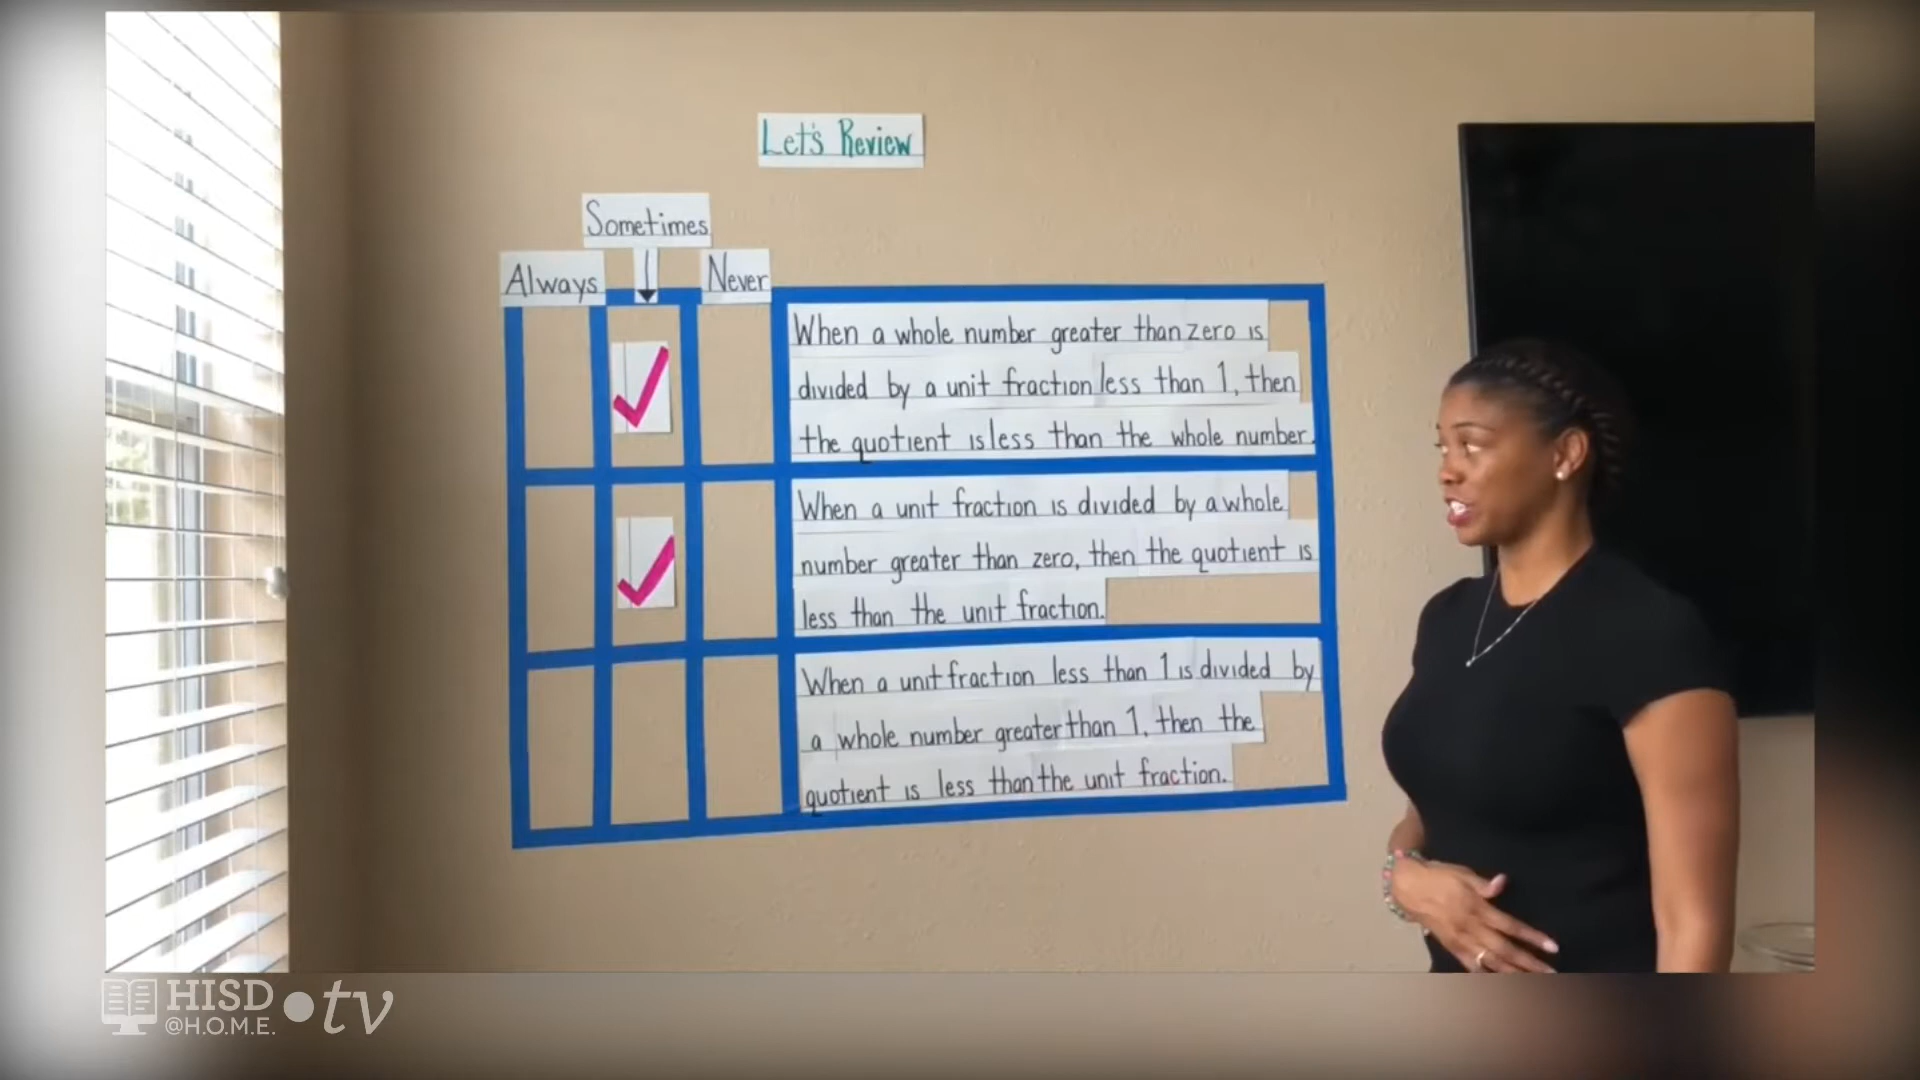 Let's Review
Sometimes
Always
Never
When a whole number greater than zero is
divided by a unit fraction less than 1, then
the quotient is less than the whole number.
When a unit fraction is divided by a whole
number greater than zero, then the quotient is
less than the unit fraction.
When a unit fraction less than 1 is divided by
a whole number greater than 1, then the
quotient is less than the unit fraction.
HISD
@H.O.M.E.
•tv